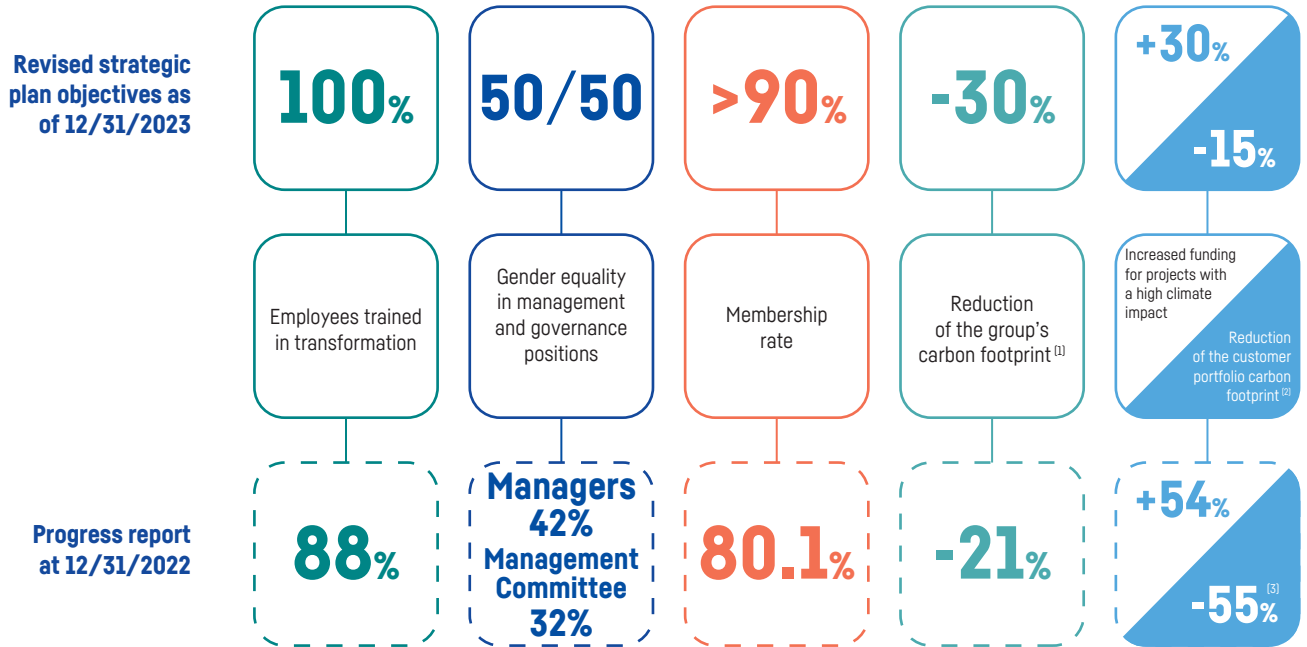 Revised strategic
plan objectives as
of 12/31/2023
100%
50/50
>90%
-30%
+30%
-15%
Employees trained
in transformation
Gender equality
in management
and governance
positions
Membership
rate
Reduction
of the group's
carbon footprint (1)
Increased funding
for projects with
a high climate
impact
Reduction
of the customer
portfolio carbon
footprint (2)
Progress report
at 12/31/2022
88%
Managers
42%
Management
Committee
32%
80.1%
-21%
+54%
-55% (3)